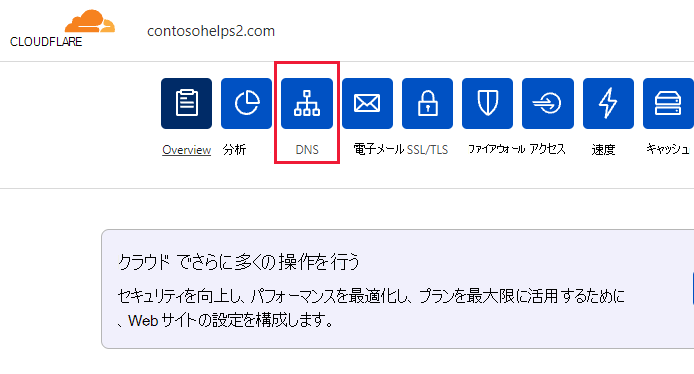 CLOUDFLARE
contosohelps2.com
Overview 分析 DNS 電子メール SSL/TLS ファイアウォール アクセス 速度 キャッシュ
クラウド でさらに多くの操作を行う
セキュリティを向上し、パフォーマンスを最適化し、プランを最大限に活用するために
、Web サイトの設定を構成します。